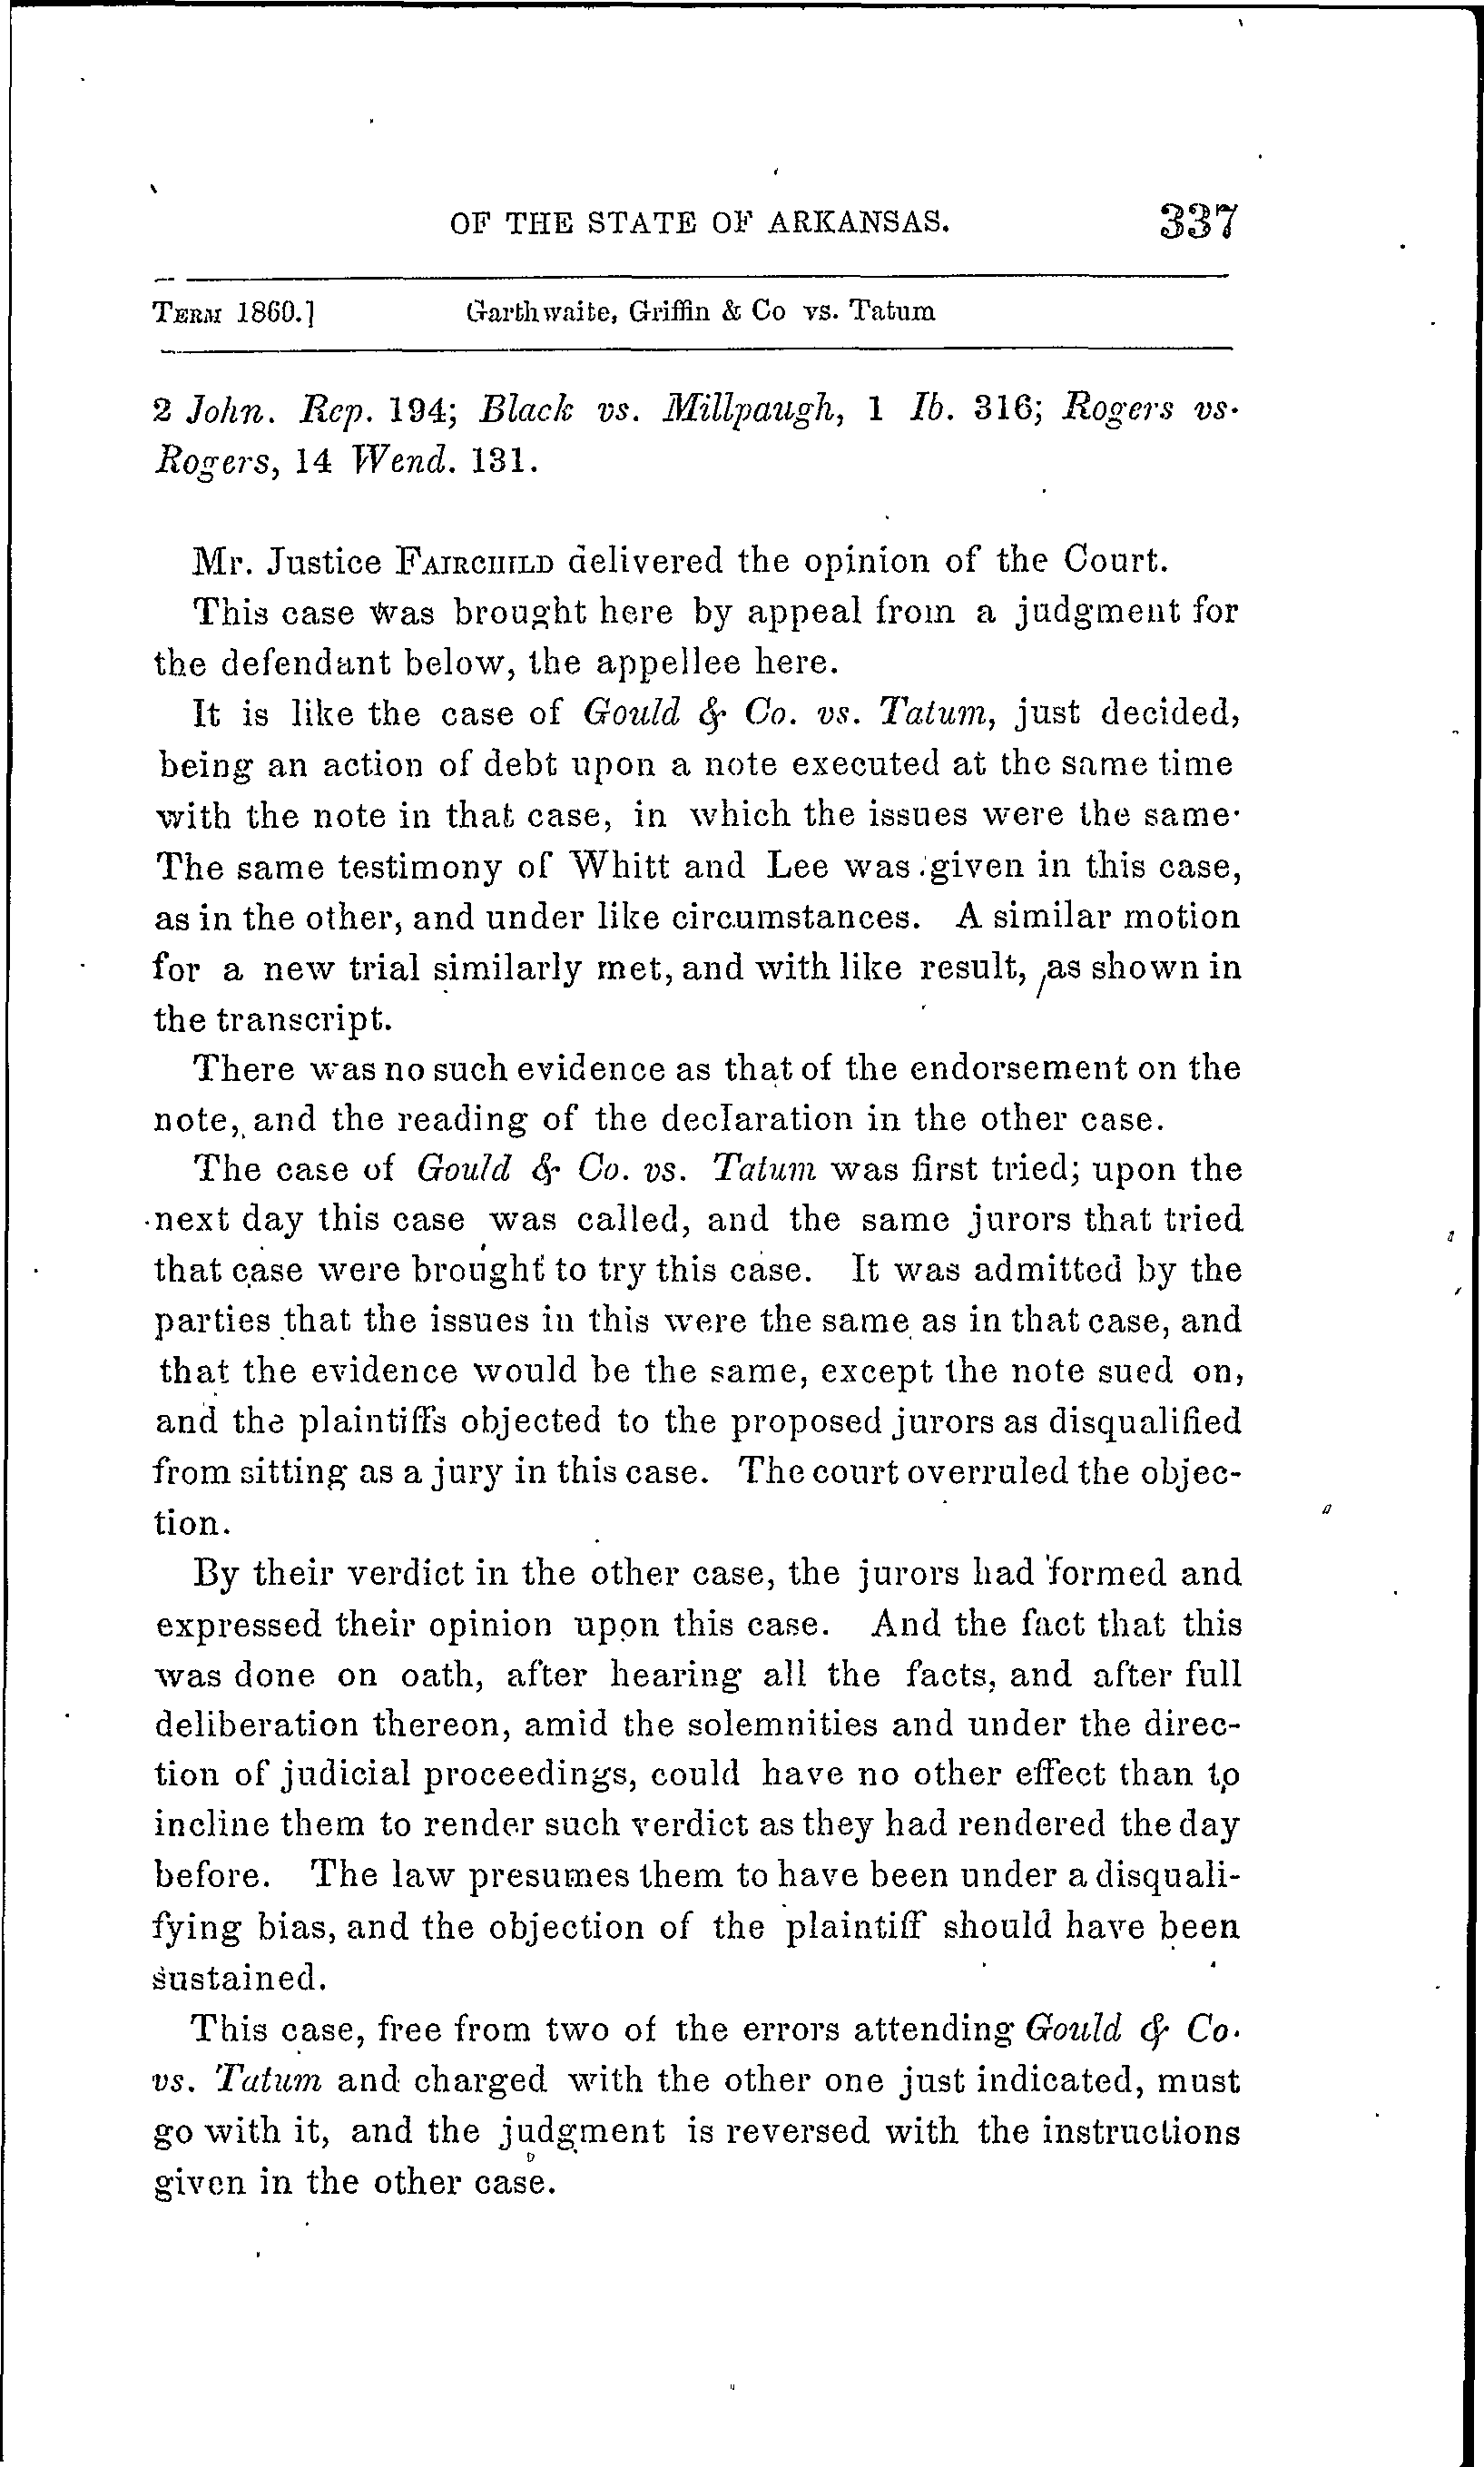 OF THE STATE OF ARKANSAS. 337
TERM 1860.] Garthwaite, Griffin & Co vs. Tatum
2 John. Rep. 194; Black vs. Millpaugh, 1 Ib. 316; Rogers vs.
Rogers, 14 Wend. 131.
Mr. Justice FAIRCHILD delivered the opinion of the Court.
This case was brought here by appeal from a judgment for
the defendant below, the appellee here.
It is like the case of Gould & Co. vs. Tatum, just decided,
being an action of debt upon a note executed at the same time
with the note in that case, in which the issues were the same.
The same testimony of Whitt and Lee was given in this case,
as in the other, and under like circumstances. A similar motion
for a new trial similarly met, and with like result, as shown in
the transcript.
There was no such evidence as that of the endorsement on the
note, and the reading of the declaration in the other case.
The case of Gould & Co. vs. Tatum was first tried; upon the
next day this case was called, and the same jurors that tried
that case were brought to try this case. It was admitted by the
parties that the issues in this were the same as in that case, and
that the evidence would be the same, except the note sued on,
and the plaintiffs objected to the proposed jurors as disqualified
from sitting as a jury in this case. The court overruled the objec-
tion.
By their verdict in the other case, the jurors had formed and
expressed their opinion upon this case. And the fact that this
was done on oath, after hearing all the facts, and after full
deliberation thereon, amid the solemnities and under the direc-
tion of judicial proceedings, could have no other effect than to
incline them to render such verdict as they had rendered the day
before. The law presumes them to have been under a disquali-
fying bias, and the objection of the plaintiff should have been
sustained.
This case, free from two of the errors attending Gould & Co.
vs. Tatum and charged with the other one just indicated, must
go with it, and the judgment is reversed with the instructions
given in the other case.